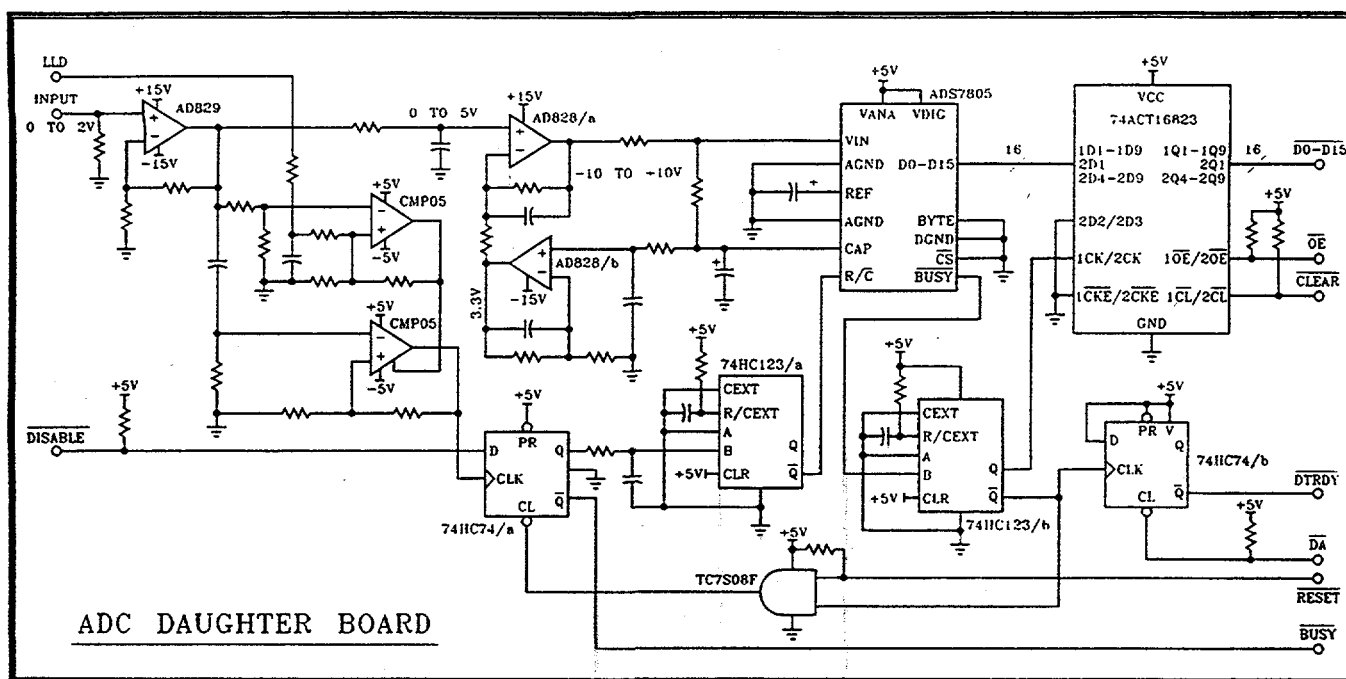 LLD
INPUT
0 TO 2V
+15V
AD829
-15V
0 TO 5V
+15V
AD828/a
-10 TO +10V
+5V
CMP05
-5V
AD828/b
-15V
3.3V
+5V
CMP05
-5V
+5V
DISABLE
+5V
PR
D
Q
CLK
CL
Q
74HC74/a
+5V
74HC123/a
CEXT
R/CEXT
A
B
CLR
Q
Q
+5V
+5V
ADS7805
VANA
VDIG
VIN
AGND
REF
AGND
CAP
R/C
D0-D15
BYTE
DGND
CS
BUSY
16
+5V
VCC
74ACT16823
1D1-1D9
2D1
2D4-2D9
2D2/2D3
1CK/2CK
1CKE/2CKE
1Q1-1Q9
2Q1
2Q4-2Q9
1OE/2OE
1CL/2CL
GND
16
D0-D15
+5V
OE
CLEAR
+5V
CEXT
R/CEXT
A
B
CLR
Q
Q
+5V
74HC123/b
+5V
PR
V
D
Q
CLK
CL
Q
74HC74/b
DTRDY
+5V
DA
RESET
BUSY
+5V
TC7S08F
ADC DAUGHTER BOARD